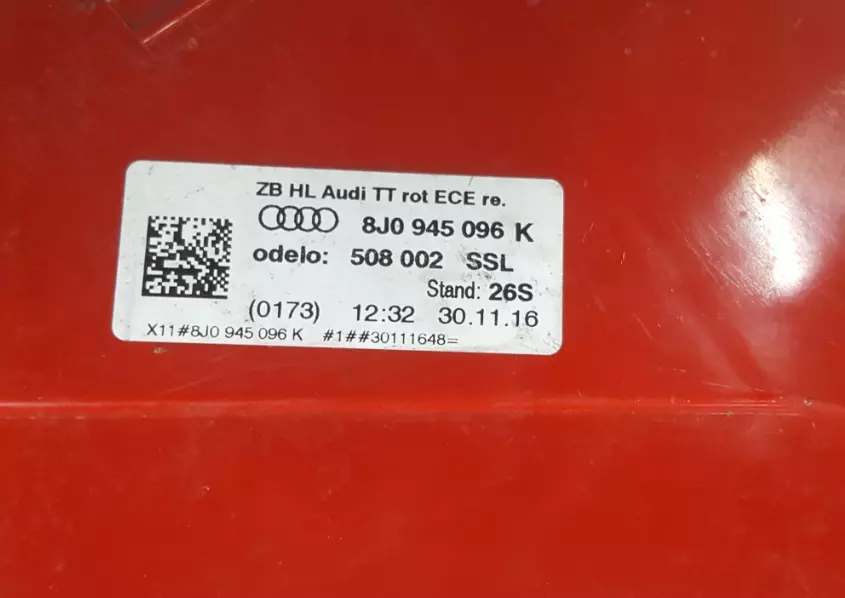 ZB HL Audi TT rot ECE re.
8J0 945 096 K
odelo: 508 002 SSL
Stand: 26S
(0173) 12:32 30.11.16
X11#8J0 945 096 K #1##30111648=